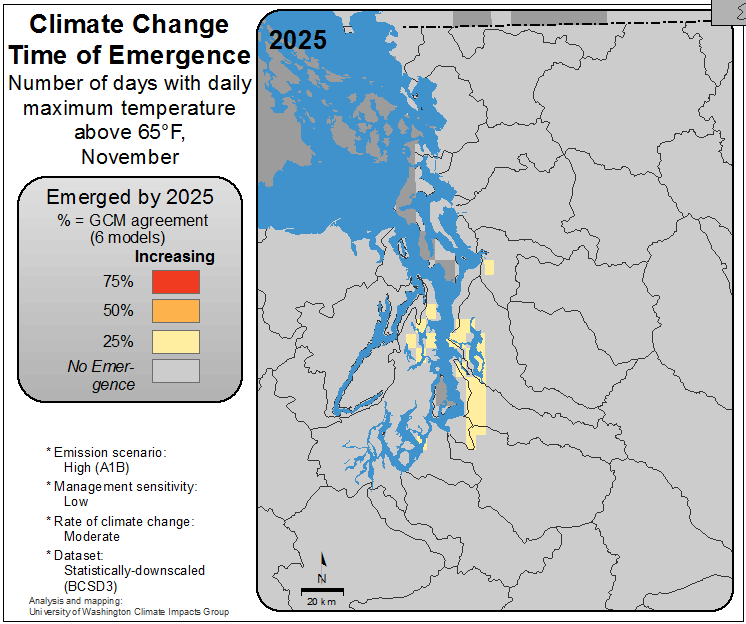 Climate Change
Time of Emergence
Number of days with daily
maximum temperature
above 65°F,
November
Emerged by 2025
% = GCM agreement
(6 models)
Increasing
75%
50%
25%
No Emer-
gence
* Emission scenario:
High (A1B)
* Management sensitivity:
Low
* Rate of climate change:
Moderate
* Dataset:
Statistically-downscaled
(BCSD3)
Analysis and mapping:
University of Washington Climate Impacts Group
2025
N
20 km